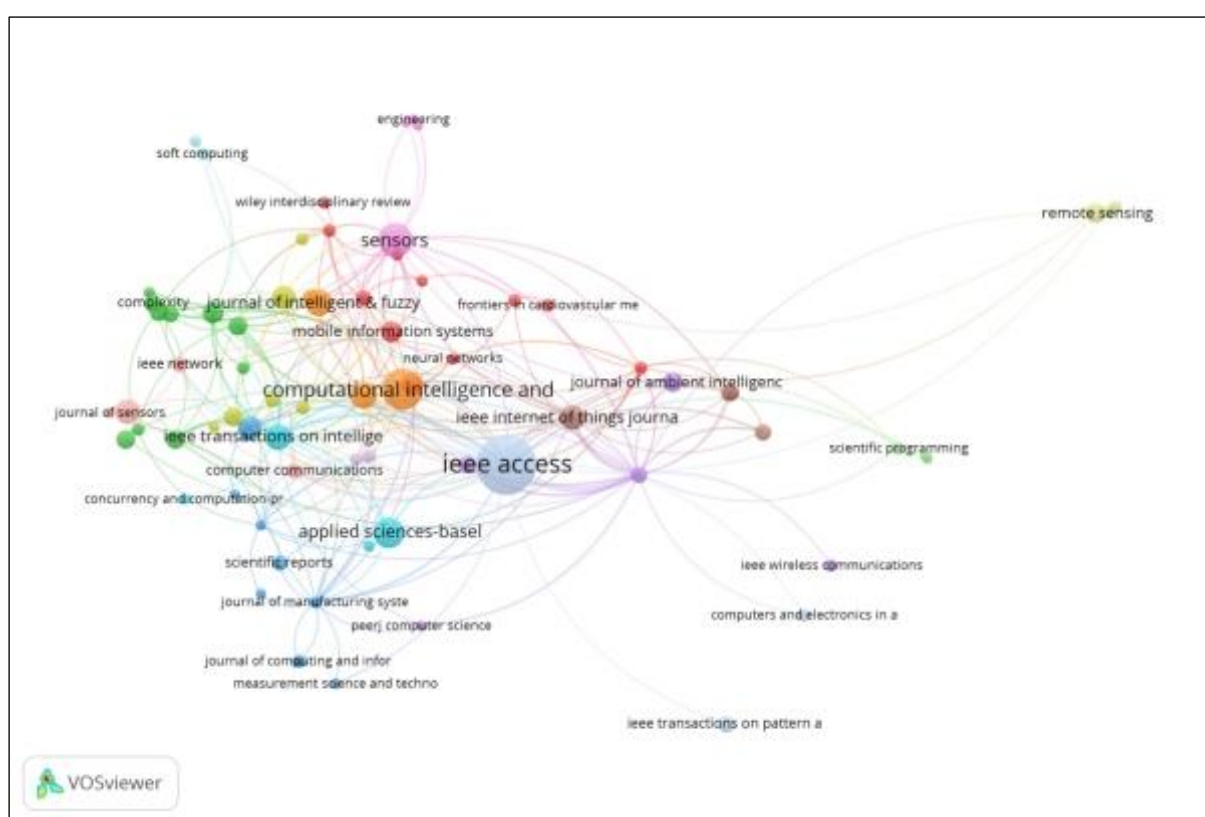 engineering
soft computing
wiley interdisciplinary review
remote sensing
sensors
complexity
journal of intelligent & fuzzy
frontiers in cardiovascular me
mobile information systems
neural networks
ieee network
journal of ambient intelligenc
computational intelligence and
journal of sensors
ieee internet of things journa
ieee transactions on intellige
scientific programming
ieee access
computer communications
concurrency and computation-pr
applied sciences-basel
scientific reports
ieee wireless communications
journal of manufacturing syste
computers and electronics in a
peerj computer science
journal of computing and infor
measurement science and techno
ieee transactions on pattern a
VOSviewer